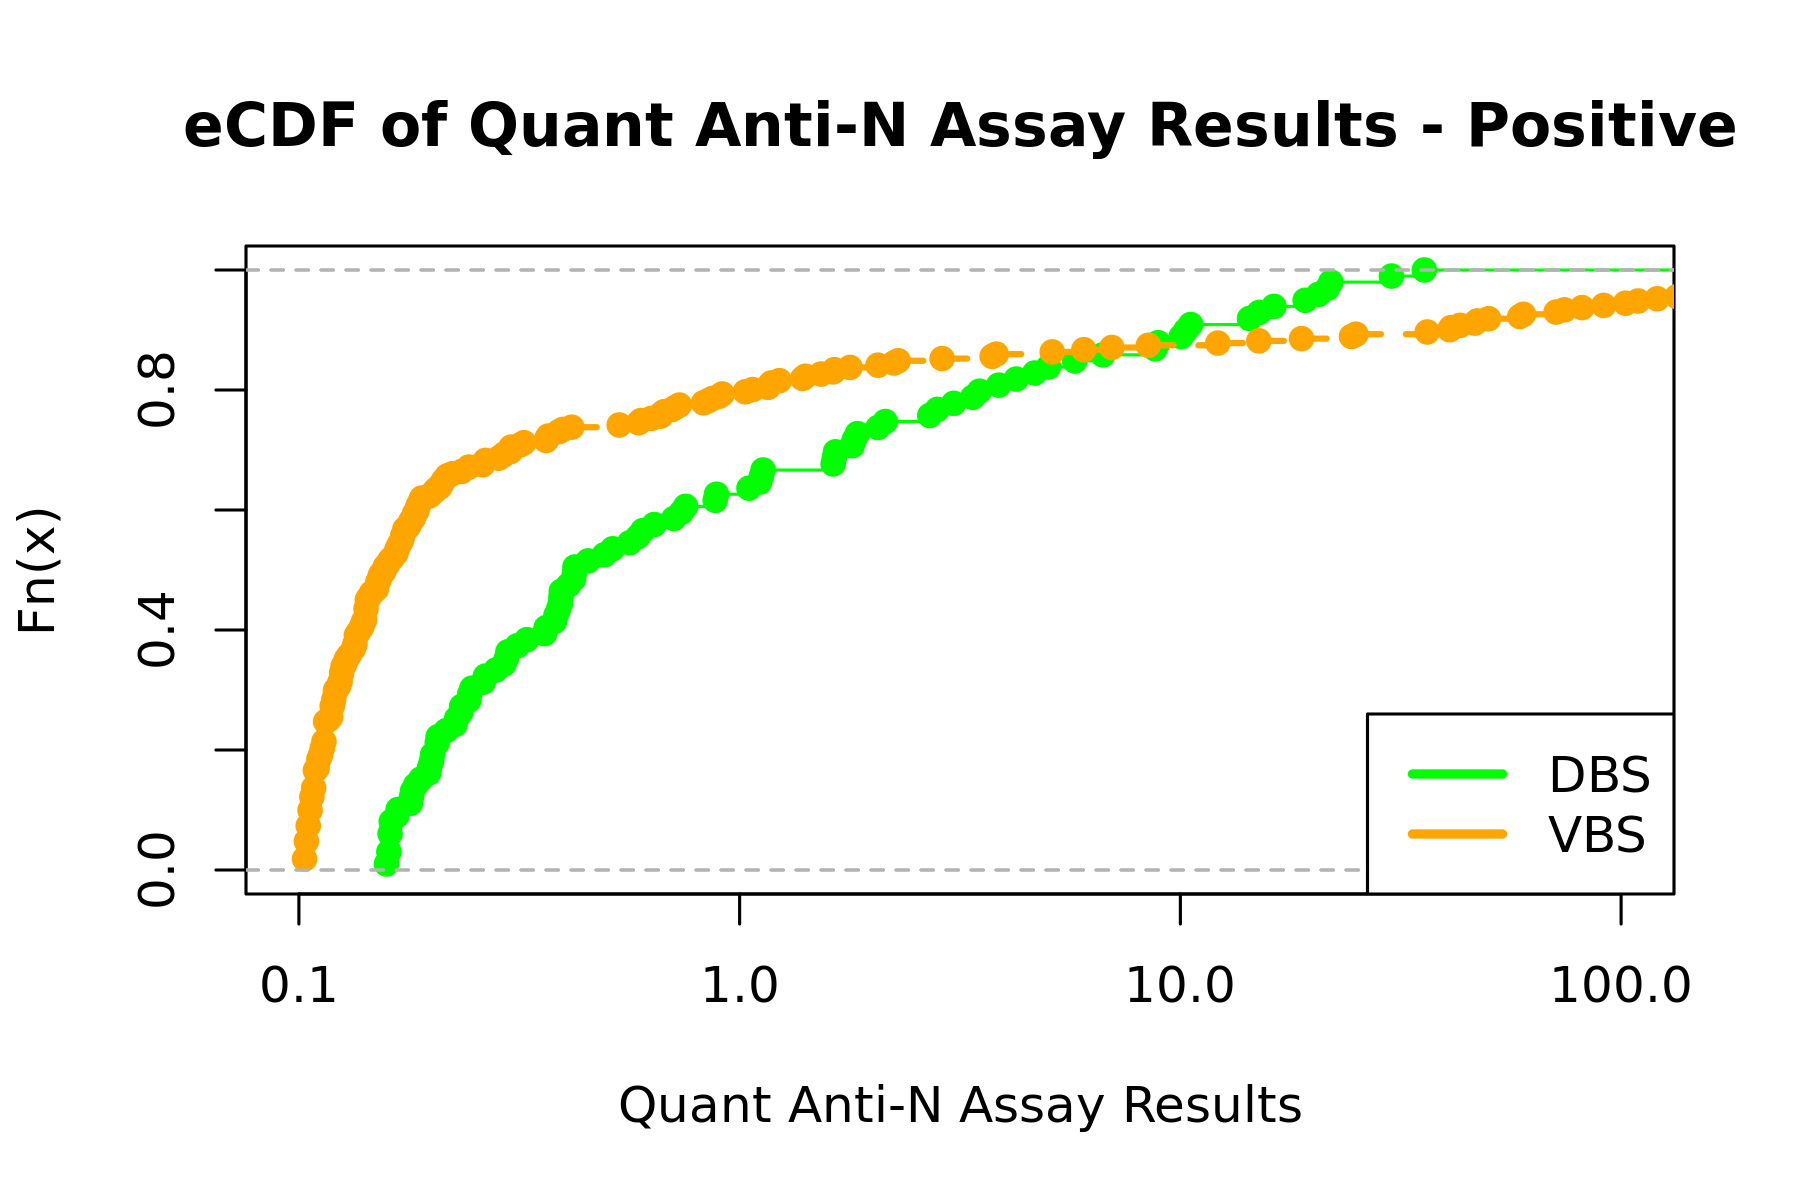 eCDF of Quant Anti-N Assay Results - Positive
Fn(x)
0.8
0.4
0.0
DBS
VBS
0.1 1.0 10.0 100.0
Quant Anti-N Assay Results